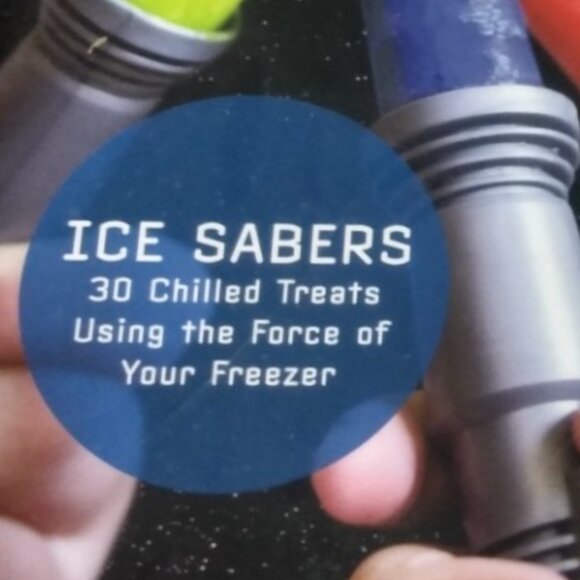 ICE SABERS
30 Chilled Treats
Using the Force of
Your Freezer